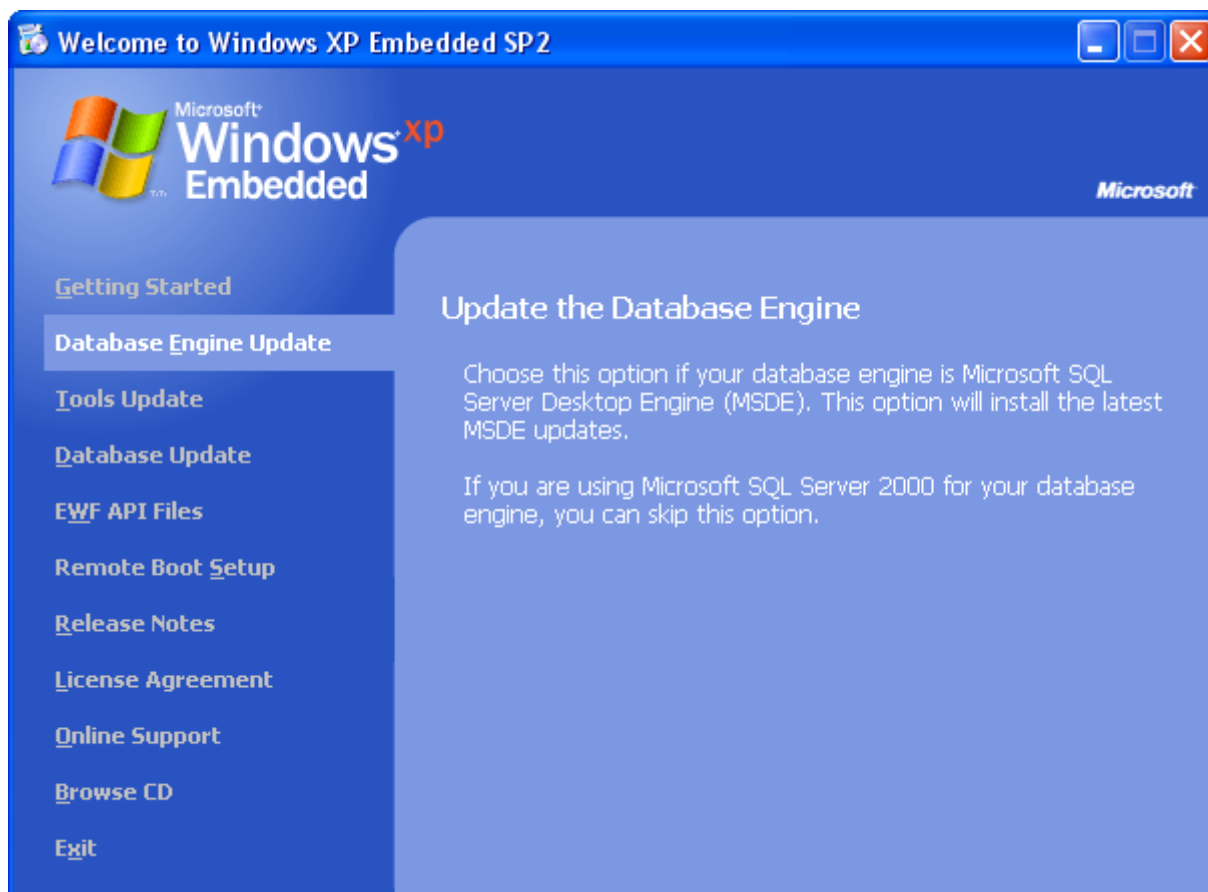 Welcome to Windows XP Embedded SP2
Microsoft
Windows xp
Embedded
Microsoft
Getting Started
Database Engine Update
Tools Update
Database Update
EWF API Files
Remote Boot Setup
Release Notes
License Agreement
Online Support
Browse CD
Exit
Update the Database Engine
Choose this option if your database engine is Microsoft SQL
Server Desktop Engine (MSDE). This option will install the latest
MSDE updates.
If you are using Microsoft SQL Server 2000 for your database
engine, you can skip this option.